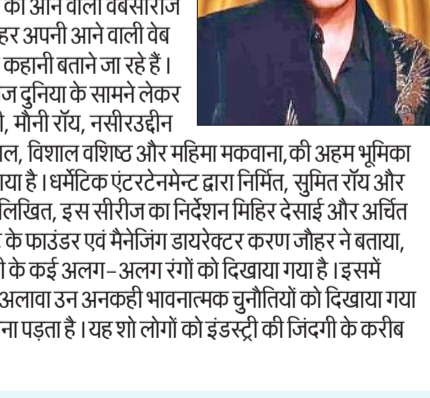 की आने वाली वेबसीरीज
हर अपनी आने वाली वेब
कहानी बताने जा रहे हैं ।
ज दुनिया के सामने लेकर
, मौनी रॉय, नसीरउद्दीन
ल, विशाल वशिष्ठ और महिमा मकवाना, की अहम भूमिका
या है । धर्मेटिक एंटरटेनमेन्ट द्वारा निर्मित, सुमित रॉय और
लिखित, इस सीरीज का निर्देशन मिहिर देसाई और अर्चित
के फाउंडर एवं मैनेजिंग डायरेक्टर करण जौहर ने बताया,
ी के कई अलग-अलग रंगों को दिखाया गया है । इसमें
अलावा उन अनकही भावनात्मक चुनौतियों को दिखाया गया
ना पड़ता है । यह शो लोगों को इंडस्ट्री की जिंदगी के करीब